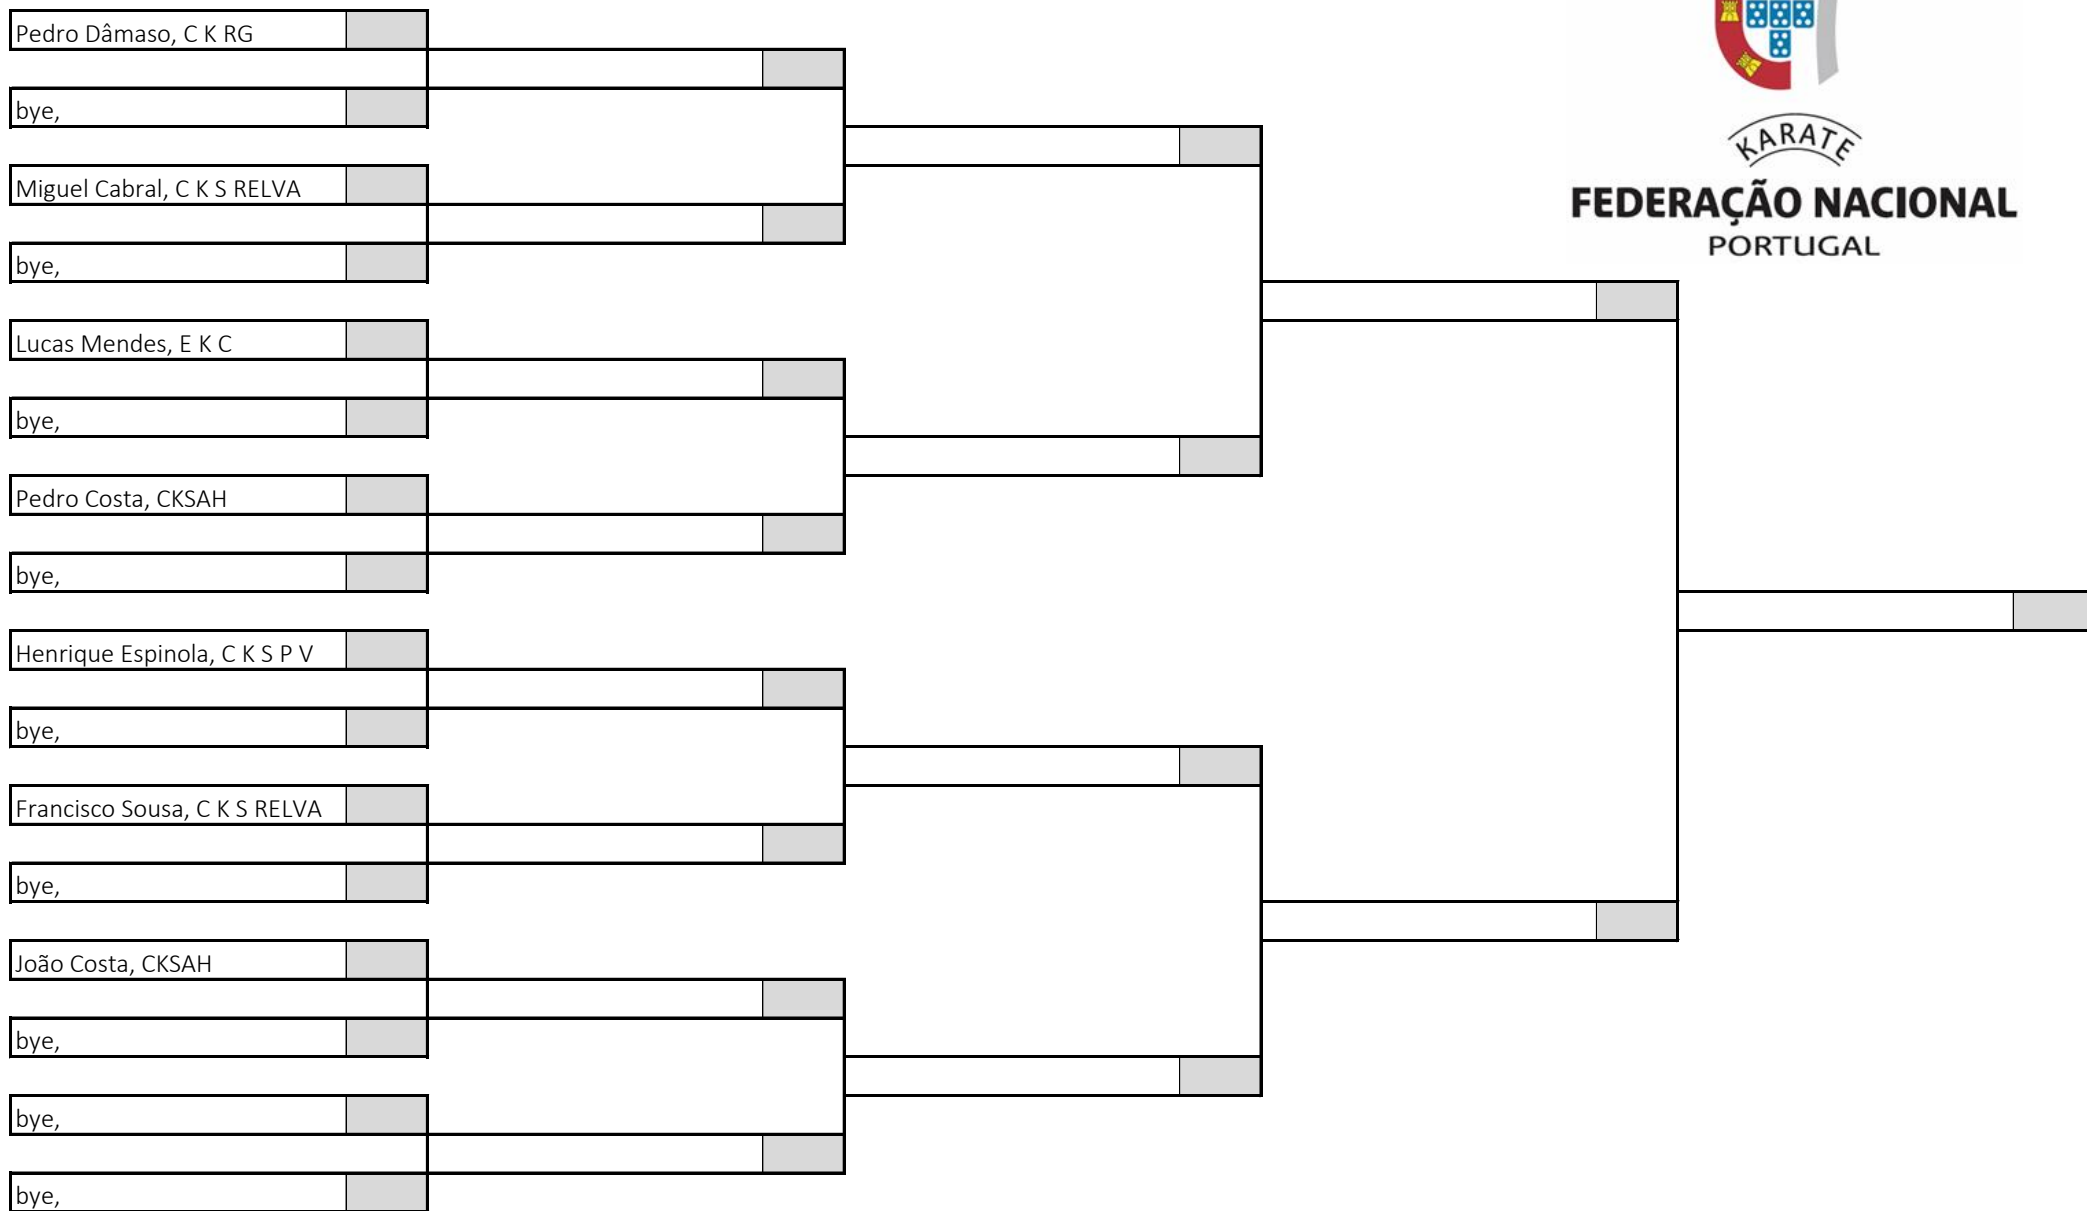 Pedro Dâmaso, C K RG
bye,
Miguel Cabral, C K S RELVA
bye,
Lucas Mendes, E K C
bye,
Pedro Costa, CKSAH
bye,
Henrique Espinola, C K S P V
bye,
Francisco Sousa, C K S RELVA
bye,
João Costa, CKSAH
bye,
bye,
bye,
KARATE
FEDERAÇÃO NACIONAL
PORTUGAL